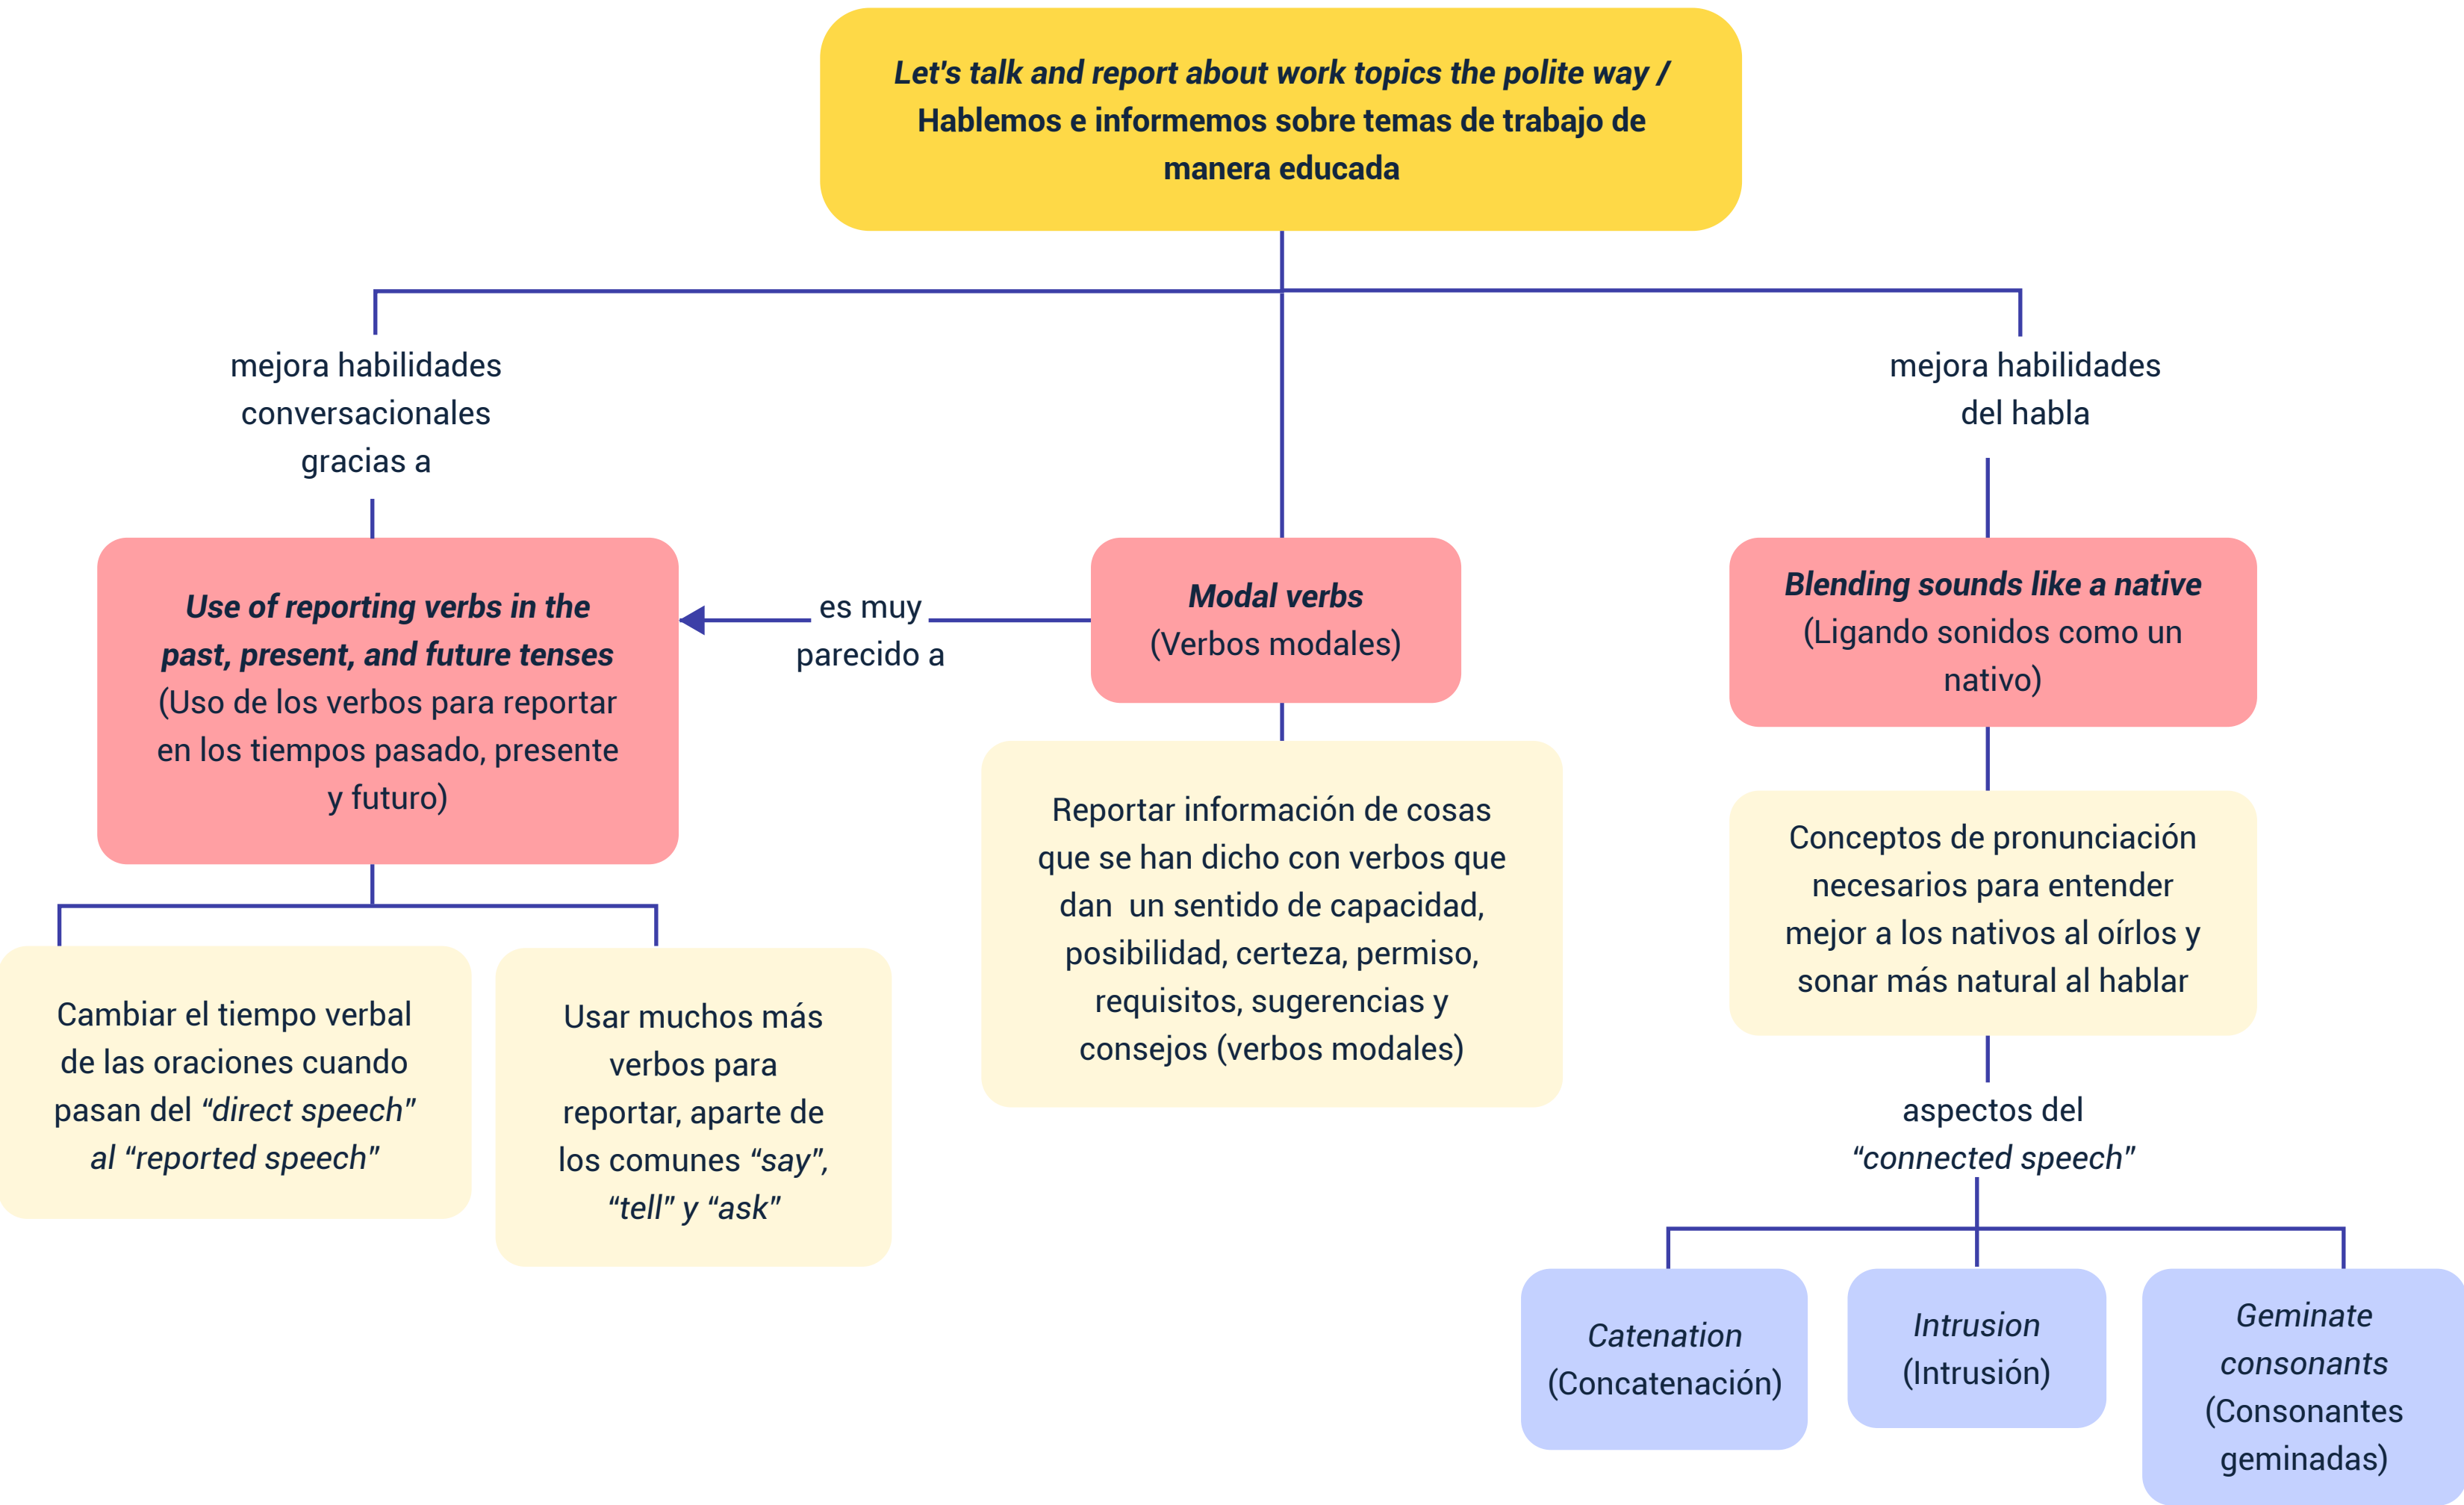 Let's talk and report about work topics the polite way /
Hablemos e informemos sobre temas de trabajo de
manera educada
mejora habilidades
conversacionales
gracias a
mejora habilidades
del habla
Use of reporting verbs in the
past, present, and future tenses
(Uso de los verbos para reportar
en los tiempos pasado, presente
y futuro)
es muy
parecido a
Modal verbs
(Verbos modales)
Blending sounds like a native
(Ligando sonidos como un
nativo)
Cambiar el tiempo verbal
de las oraciones cuando
pasan del “direct speech”
al “reported speech”
Usar muchos más
verbos para
reportar, aparte de
los comunes “say”,
“tell” y “ask”
Reportar información de cosas
que se han dicho con verbos que
dan un sentido de capacidad,
posibilidad, certeza, permiso,
requisitos, sugerencias y
consejos (verbos modales)
Conceptos de pronunciación
necesarios para entender
mejor a los nativos al oírlos y
sonar más natural al hablar
aspectos del
“connected speech”
Catenation
(Concatenación)
Intrusion
(Intrusión)
Geminate
consonants
(Consonantes
geminadas)